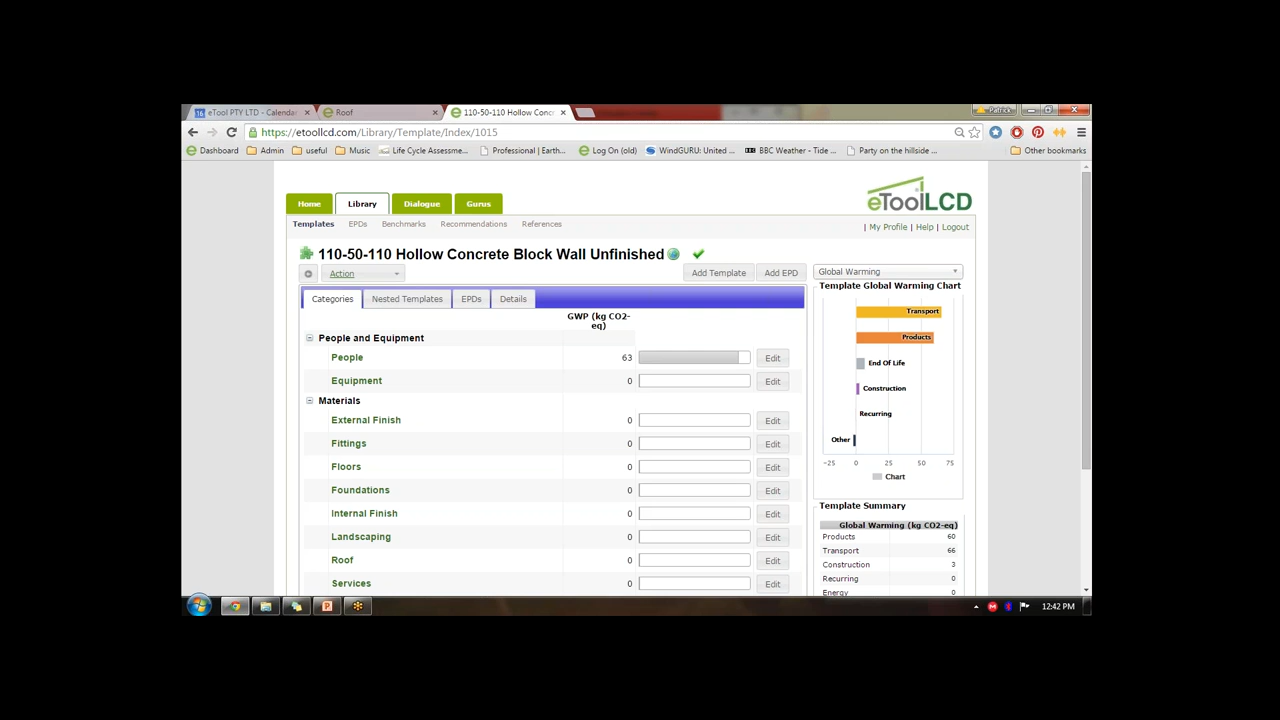 eTool PTY LTD - Calendar
Roof
110-50-110 Hollow Concr
Patrick
https://etoollcd.com/Library/Template/Index/1015
Dashboard Admin useful Music Life Cycle Assessme... Professional | Earth... Log On (old) WindGURU: United ... BBC Weather - Tide ... Party on the hillside ... Other bookmarks
Home Library Dialogue Gurus
eToolLCD
Templates EPDs Benchmarks Recommendations References
| My Profile | Help | Logout
110-50-110 Hollow Concrete Block Wall Unfinished
Action Add Template Add EPD Global Warming
Categories Nested Templates EPDs Details
GWP (kg CO2-
eq)
People and Equipment
People 63 Edit
Equipment 0 Edit
Materials
External Finish 0 Edit
Fittings 0 Edit
Floors 0 Edit
Foundations 0 Edit
Internal Finish 0 Edit
Landscaping 0 Edit
Roof 0 Edit
Services 0 Edit
Template Global Warming Chart
Transport
Products
End Of Life
Construction
Recurring
Other
-25 0 25 50 75
Chart
Template Summary
Global Warming (kg CO2-eq)
Products 60
Transport 66
Construction 3
Recurring 0
Energy 0
12:42 PM